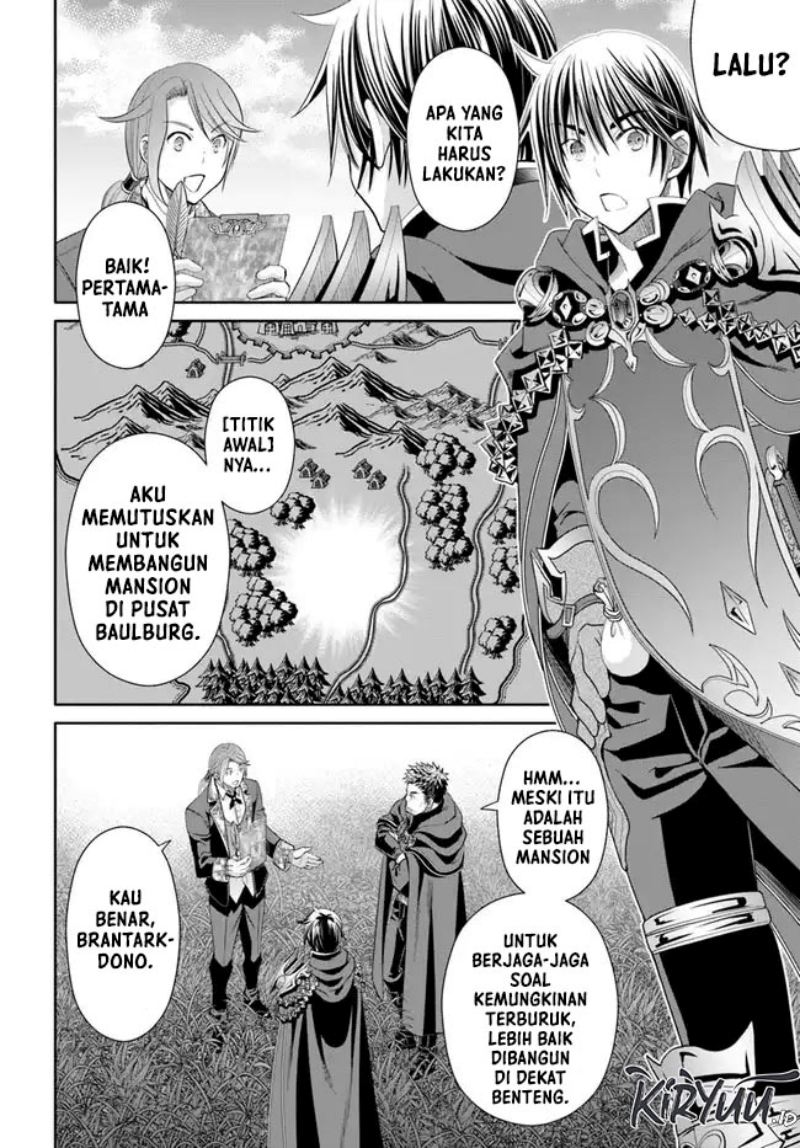 LALU?
APA YANG
KITA
HARUS
LAKUKAN?
BAIK!
PERTAMA-
TAMA
[TITIK
AWAL]
NYA...
AKU
MEMUTUSKAN
UNTUK
MEMBANGUN
MANSION
DI PUSAT
BAULBURG.
HMM...
MESKI ITU
ADALAH
SEBUAH
MANSION
UNTUK
BERJAGA-JAGA
SOAL
KEMUNGKINAN
TERBURUK,
LEBIH BAIK
DIBANGUN
DI DEKAT
BENTENG.
KAU
BENAR,
BRANTARK-
DONO.
KIRYUU.ID